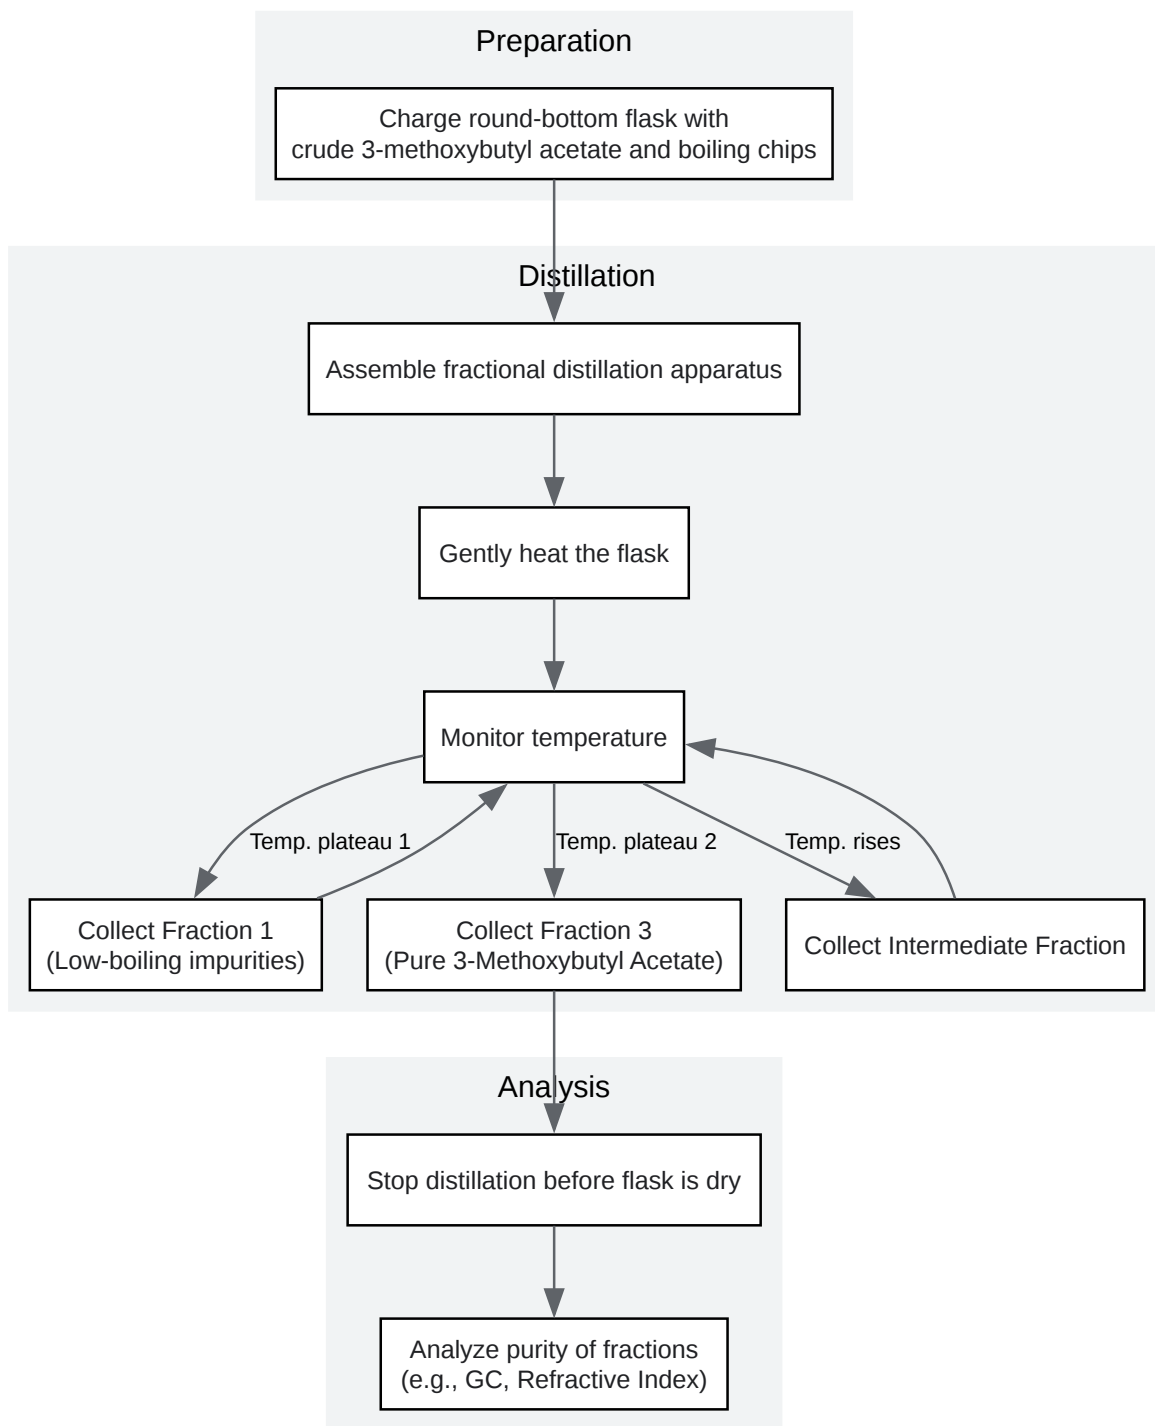 Preparation
Charge round-bottom flask with
crude 3-methoxybutyl acetate and boiling chips
Distillation
Assemble fractional distillation apparatus
Gently heat the flask
Monitor temperature
Temp. plateau 1
Temp. plateau 2
Temp. rises
Collect Fraction 1
(Low-boiling impurities)
Collect Fraction 3
(Pure 3-Methoxybutyl Acetate)
Collect Intermediate Fraction
Analysis
Stop distillation before flask is dry
Analyze purity of fractions
(e.g., GC, Refractive Index)